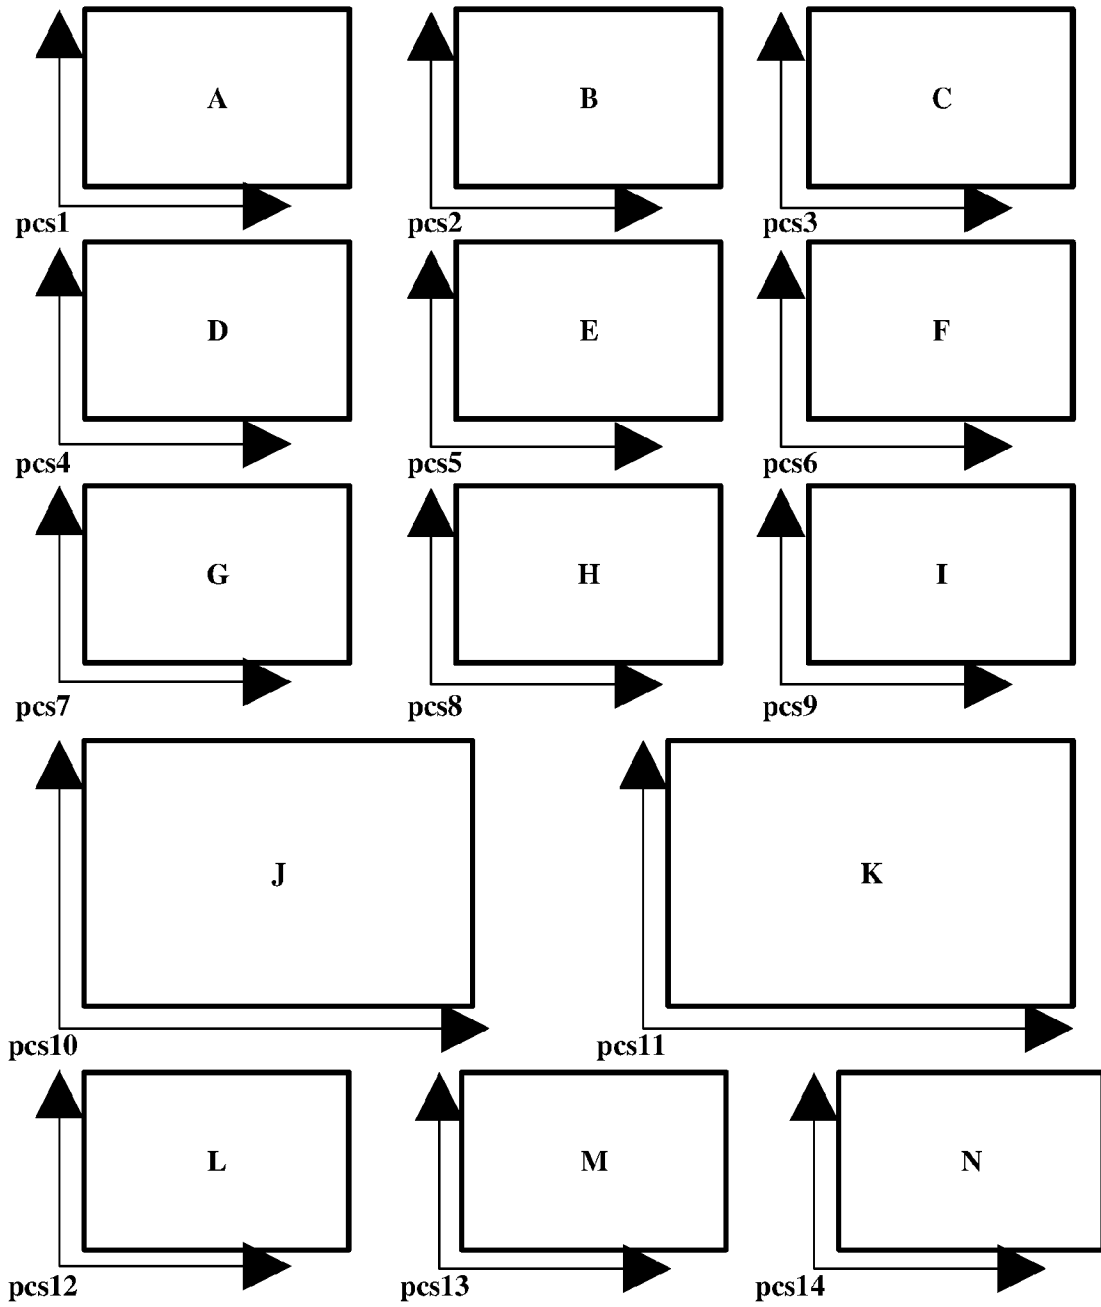 A B C
pcs1 pcs2 pcs3
D E F
pcs4 pcs5 pcs6
G H I
pcs7 pcs8 pcs9
J K
pcs10 pcs11
L M N
pcs12 pcs13 pcs14